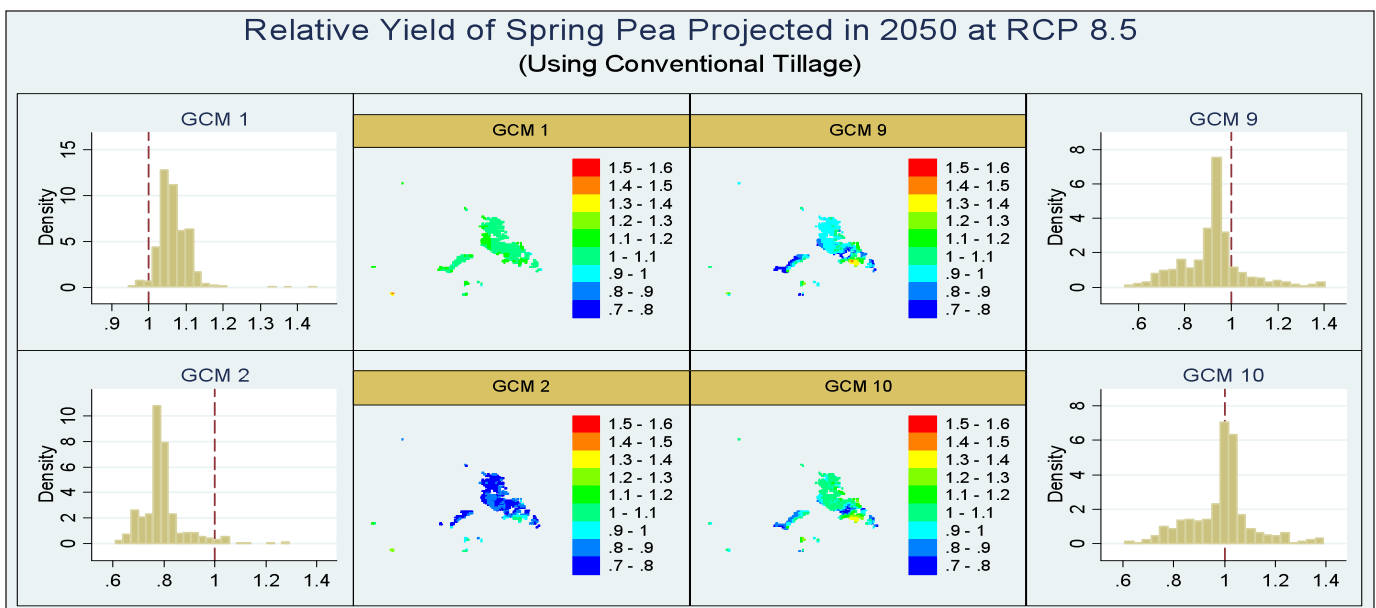 Relative Yield of Spring Pea Projected in 2050 at RCP 8.5
(Using Conventional Tillage)
GCM 1
Density
15
10
5
0
.9 1 1.1 1.2 1.3 1.4
GCM 1
1.5 - 1.6
1.4 - 1.5
1.3 - 1.4
1.2 - 1.3
1.1 - 1.2
1 - 1.1
.9 - 1
.8 - .9
.7 - .8
GCM 9
1.5 - 1.6
1.4 - 1.5
1.3 - 1.4
1.2 - 1.3
1.1 - 1.2
1 - 1.1
.9 - 1
.8 - .9
.7 - .8
GCM 9
Density
8
6
4
2
0
.6 .8 1 1.2 1.4
GCM 2
Density
10
8
6
4
2
0
.6 .8 1 1.2 1.4
GCM 2
1.5 - 1.6
1.4 - 1.5
1.3 - 1.4
1.2 - 1.3
1.1 - 1.2
1 - 1.1
.9 - 1
.8 - .9
.7 - .8
GCM 10
1.5 - 1.6
1.4 - 1.5
1.3 - 1.4
1.2 - 1.3
1.1 - 1.2
1 - 1.1
.9 - 1
.8 - .9
.7 - .8
GCM 10
Density
8
6
4
2
0
.6 .8 1 1.2 1.4